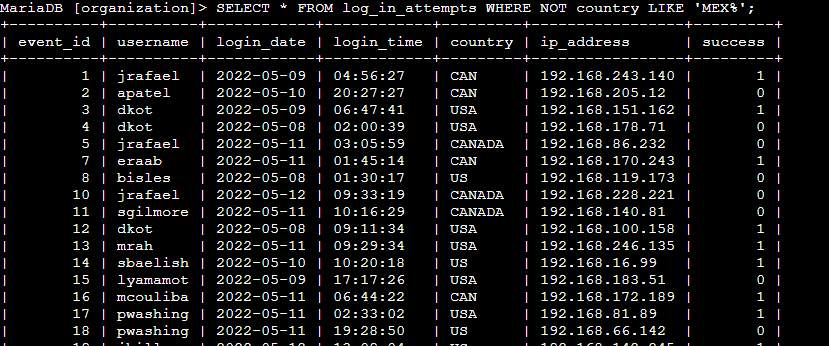 MariaDB [organization]> SELECT * FROM log_in_attempts WHERE NOT country LIKE 'MEX%';
+----------+----------+------------+------------+---------+-----------------+---------+
| event_id | username | login_date | login_time | country | ip_address | success |
+----------+----------+------------+------------+---------+-----------------+---------+
| 1 | jrafael | 2022-05-09 | 04:56:27 | CAN | 192.168.243.140 | 1 |
| 2 | apatel | 2022-05-10 | 20:27:27 | CAN | 192.168.205.12 | 0 |
| 3 | dkot | 2022-05-09 | 06:47:41 | USA | 192.168.151.162 | 1 |
| 4 | dkot | 2022-05-08 | 02:00:39 | USA | 192.168.178.71 | 0 |
| 5 | jrafael | 2022-05-11 | 03:05:59 | CANADA | 192.168.86.232 | 0 |
| 7 | eraab | 2022-05-11 | 01:45:14 | CAN | 192.168.170.243 | 1 |
| 8 | bisles | 2022-05-08 | 01:30:17 | US | 192.168.119.173 | 0 |
| 10 | jrafael | 2022-05-12 | 09:33:19 | CANADA | 192.168.228.221 | 0 |
| 11 | sgilmore | 2022-05-11 | 10:16:29 | CANADA | 192.168.140.81 | 0 |
| 12 | dkot | 2022-05-08 | 09:11:34 | USA | 192.168.100.158 | 1 |
| 13 | mrah | 2022-05-11 | 09:29:34 | USA | 192.168.246.135 | 1 |
| 14 | sbaelish | 2022-05-10 | 10:20:18 | US | 192.168.16.99 | 1 |
| 15 | lyamamot | 2022-05-09 | 17:17:26 | USA | 192.168.183.51 | 0 |
| 16 | mcouliba | 2022-05-11 | 06:44:22 | CAN | 192.168.172.189 | 1 |
| 17 | pwashing | 2022-05-11 | 02:33:02 | USA | 192.168.81.89 | 1 |
| 18 | pwashing | 2022-05-11 | 19:28:50 | US | 192.168.66.142 | 0 |